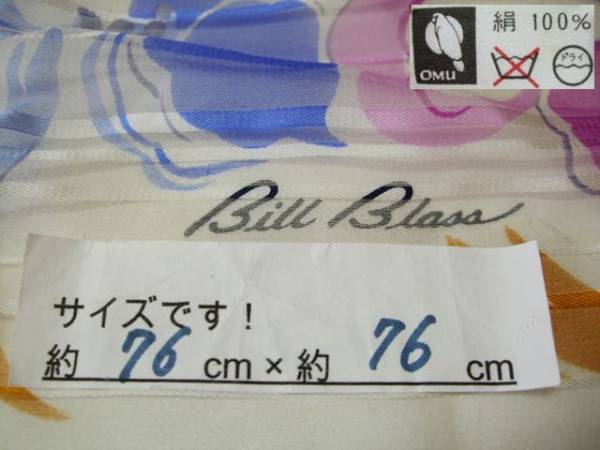 OMU
絹 100%
ドライ
Bill Blass
サイズです!
約 76 cm × 約 76 cm